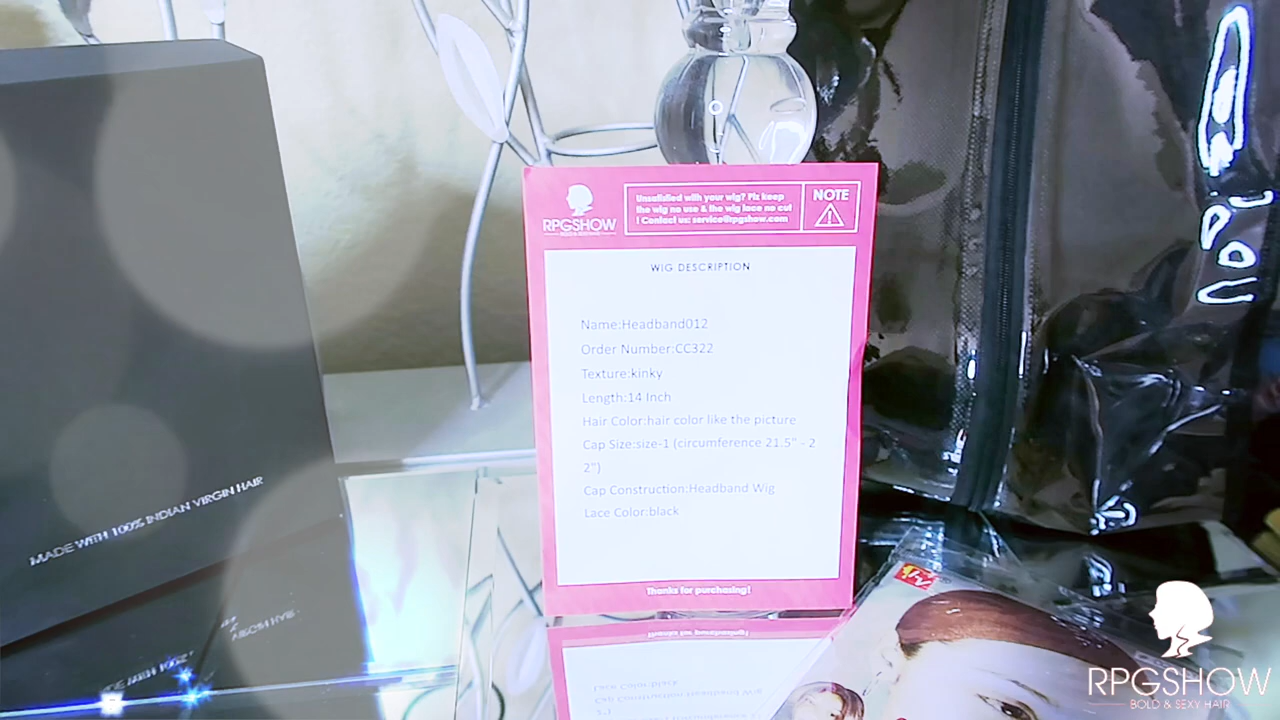 RPGSHOW
Unsatisfied with your wig? Plz keep
the wig no use & the wig lace no cut
! Contact us: service@rpgshow.com
NOTE
WIG DESCRIPTION
Name:Headband012
Order Number:CC322
Texture:kinky
Length:14 Inch
Hair Color:hair color like the picture
Cap Size:size-1 (circumference 21.5" - 2
2")
Cap Construction:Headband Wig
Lace Color:black
Thanks for purchasing!
MADE WITH 100% INDIAN VIRGIN HAIR
RPGSHOW
BOLD & SEXY HAIR